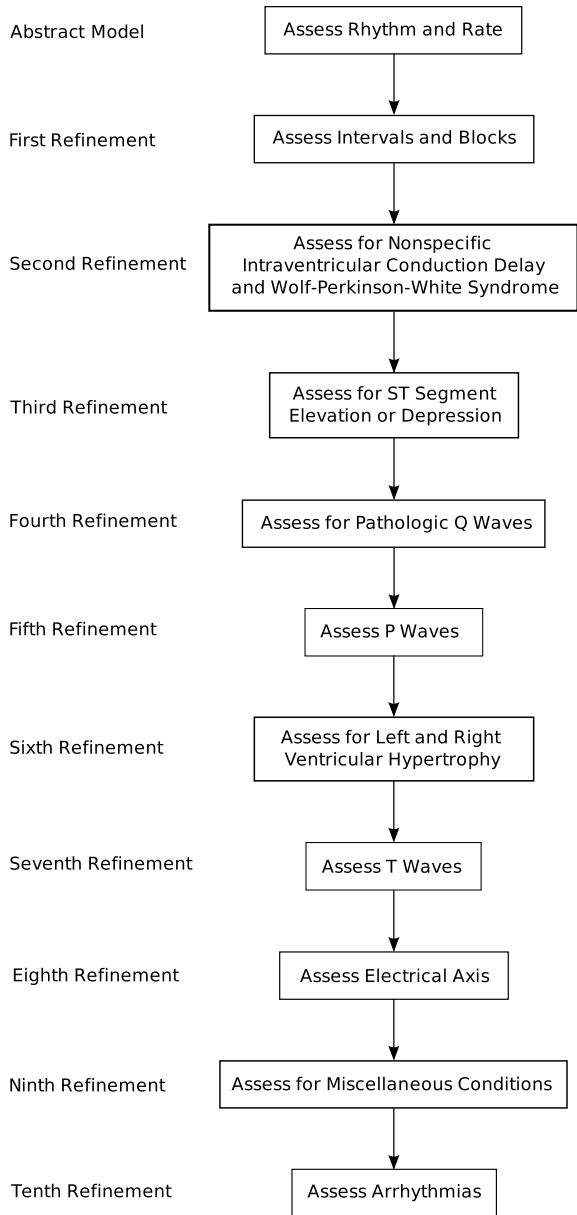 Abstract Model
Assess Rhythm and Rate
First Refinement
Assess Intervals and Blocks
Second Refinement
Assess for Nonspecific
Intraventricular Conduction Delay
and Wolf-Perkinson-White Syndrome
Third Refinement
Assess for ST Segment
Elevation or Depression
Fourth Refinement
Assess for Pathologic Q Waves
Fifth Refinement
Assess P Waves
Sixth Refinement
Assess for Left and Right
Ventricular Hypertrophy
Seventh Refinement
Assess T Waves
Eighth Refinement
Assess Electrical Axis
Ninth Refinement
Assess for Miscellaneous Conditions
Tenth Refinement
Assess Arrhythmias